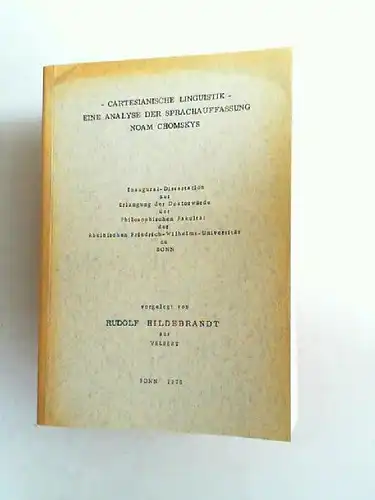 - CARTESIANISCHE LINGUISTIK -
EINE ANALYSE DER SPRACHAUFFASSUNG
NOAM CHOMSKYS
Inaugural-Dissertation
zur
Erlangung der Doktorwürde
der
Philosophischen Fakultät
der
Rheinischen Friedrich-Wilhelms-Universität
zu
BONN
vorgelegt von
RUDOLF HILDEBRANDT
aus
VELBERT
BONN